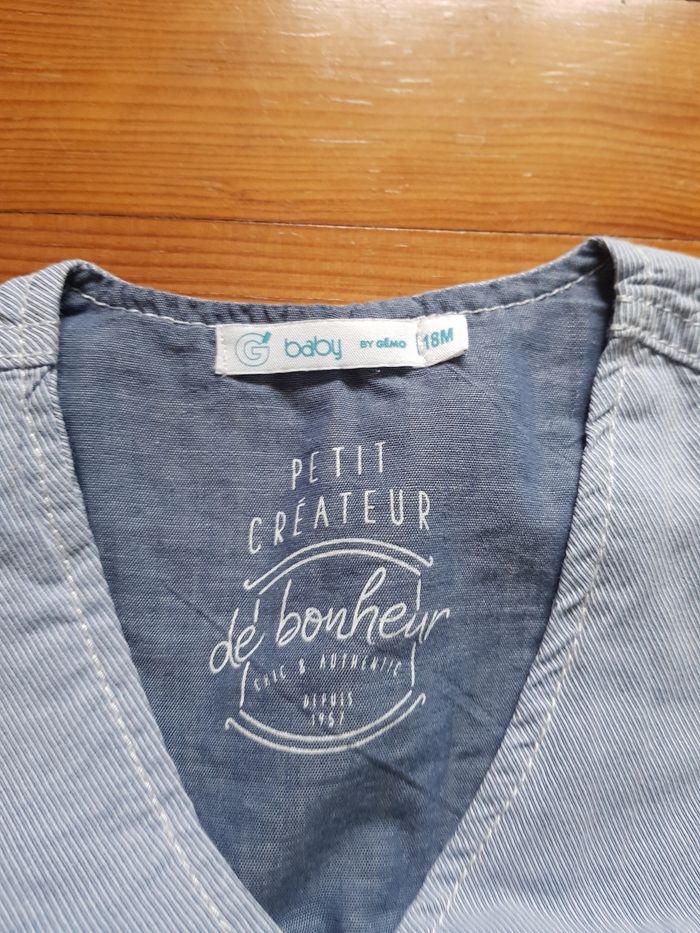 G baby BY GÉMO 18M
PETIT
CRÉATEUR
de bonheur
CHIC & AUTHENTIC
DEPUIS
1957